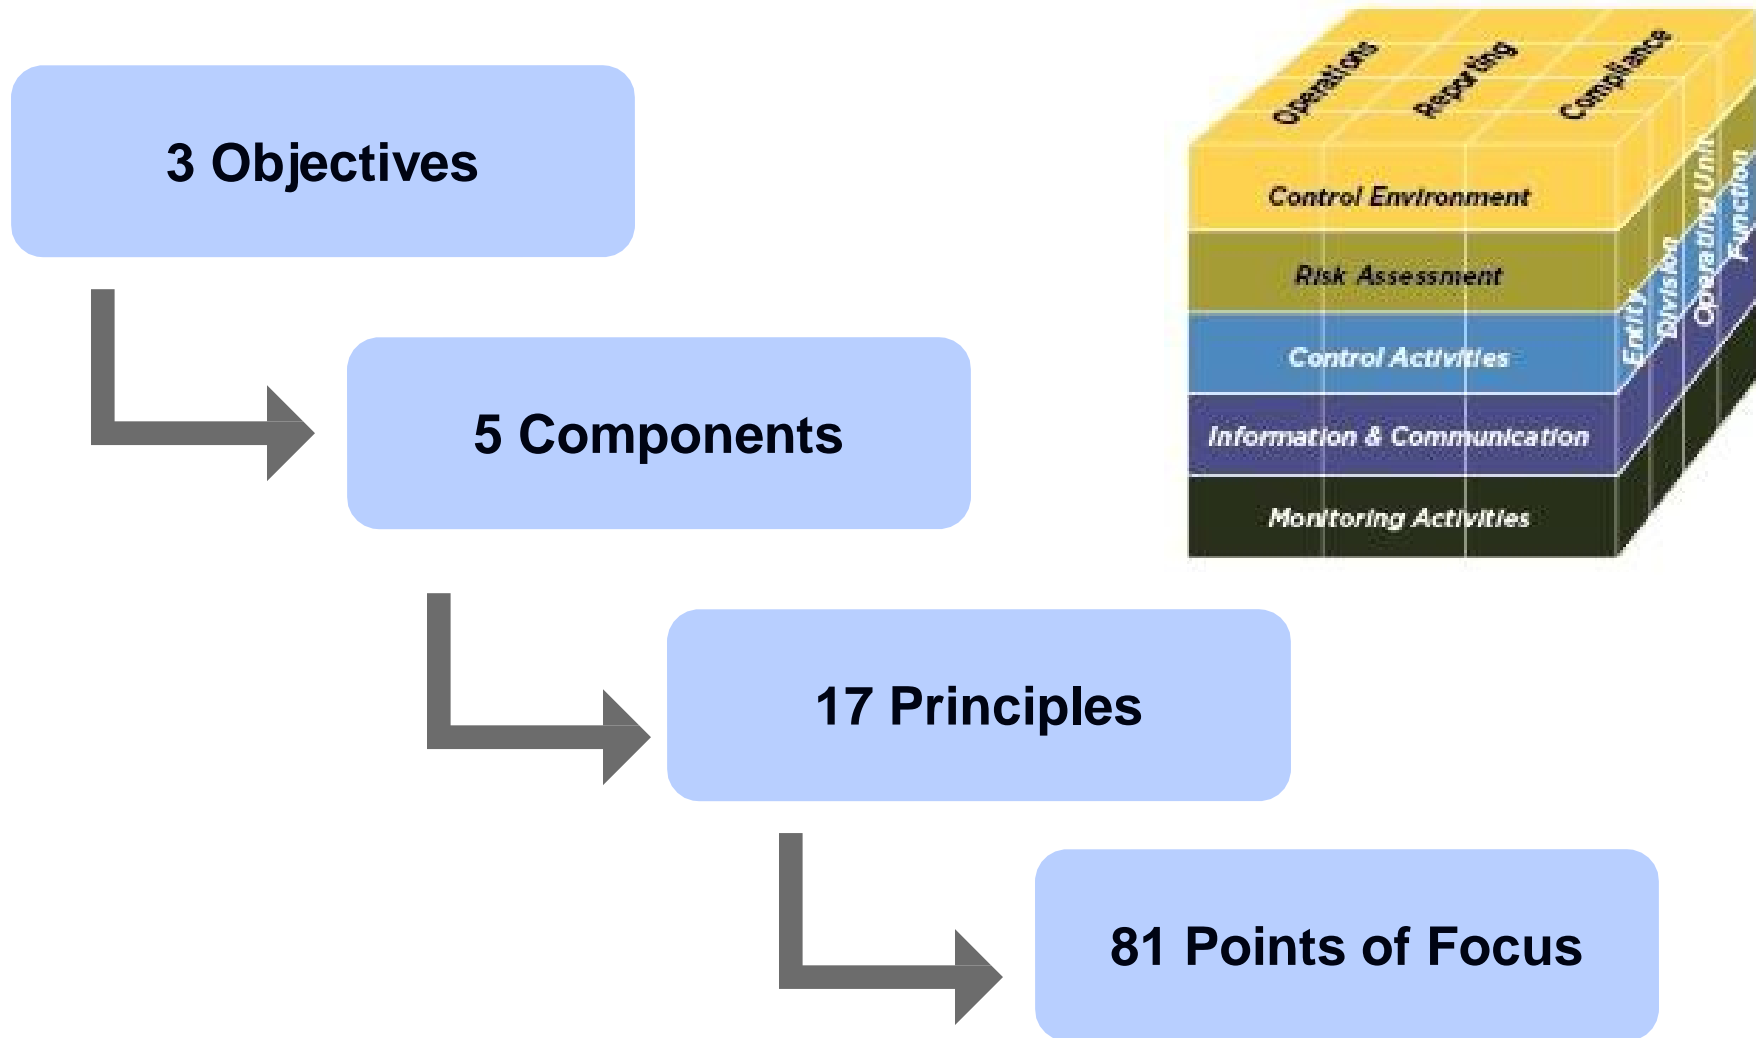 3 Objectives
5 Components
17 Principles
81 Points of Focus
Operations
Reporting
Compliance
Control Environment
Risk Assessment
Control Activities
Information & Communication
Monitoring Activities
Entity
Division
Operating Unit
Function